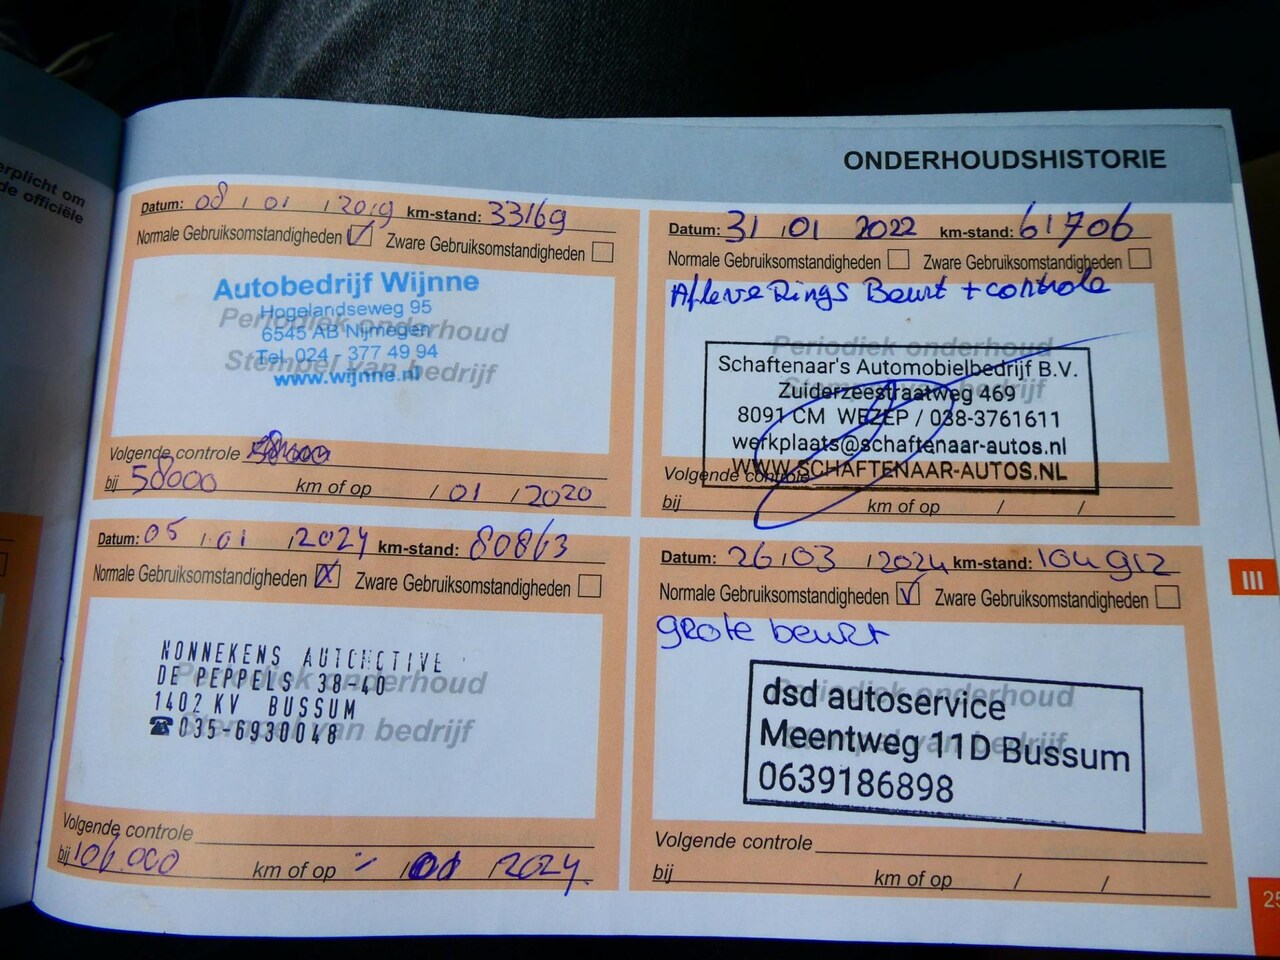 erplicht om
de officiële
ONDERHOUDSHISTORIE
Datum: 08 / 01 / 2019 km-stand: 33169
Normale Gebruiksomstandigheden Zware Gebruiksomstandigheden
Periodiek onderhoud
Stempel van bedrijf
Autobedrijf Wijnne
Hogelandseweg 95
6545 AB Nijmegen
Tel. 024 - 377 49 94
www.wijnne.nl
Volgende controle
bij 58000 km of op / 01 / 2020
Datum: 31 / 01 2022 km-stand: 61706
Normale Gebruiksomstandigheden Zware Gebruiksomstandigheden
Afleverings Beurt + controle
Periodiek onderhoud
Stempel van bedrijf
Schaftenaar's Automobielbedrijf B.V.
Zuiderzeestraatweg 469
8091 CM WEZEP / 038-3761611
werkplaats@schaftenaar-autos.nl
WWW.SCHAFTENAAR-AUTOS.NL
Volgende controle
bij km of op / /
Datum: 05 / 01 / 2024 km-stand:
Normale Gebruiksomstandigheden X Zware Gebruiksomstandigheden
Periodiek onderhoud
Stempel van bedrijf
NONNEKENS AUTOMOTIVE
DE PEPPELS 38-40
1402 KV BUSSUM
☎ 035-6930048
Volgende controle
bij 106.000 km of op / 2024
Datum: 26 / 03 / 2024 km-stand: 104912
Normale Gebruiksomstandigheden Zware Gebruiksomstandigheden
grote beurt
Periodiek onderhoud
Stempel van bedrijf
dsd autoservice
Meentweg 11D Bussum
0639186898
Volgende controle
bij km of op / /
III
25